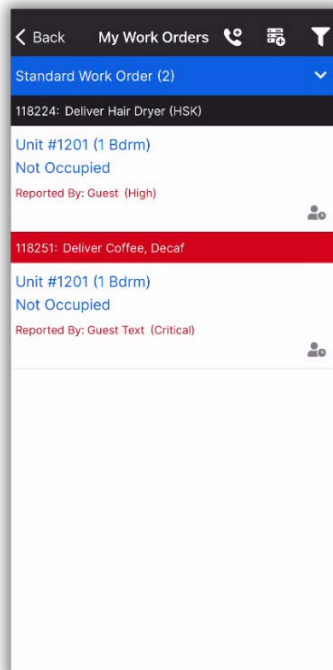 Back My Work Orders
Standard Work Order (2)
118224: Deliver Hair Dryer (HSK)
Unit #1201 (1 Bdrm)
Not Occupied
Reported By: Guest (High)
118251: Deliver Coffee, Decaf
Unit #1201 (1 Bdrm)
Not Occupied
Reported By: Guest Text (Critical)